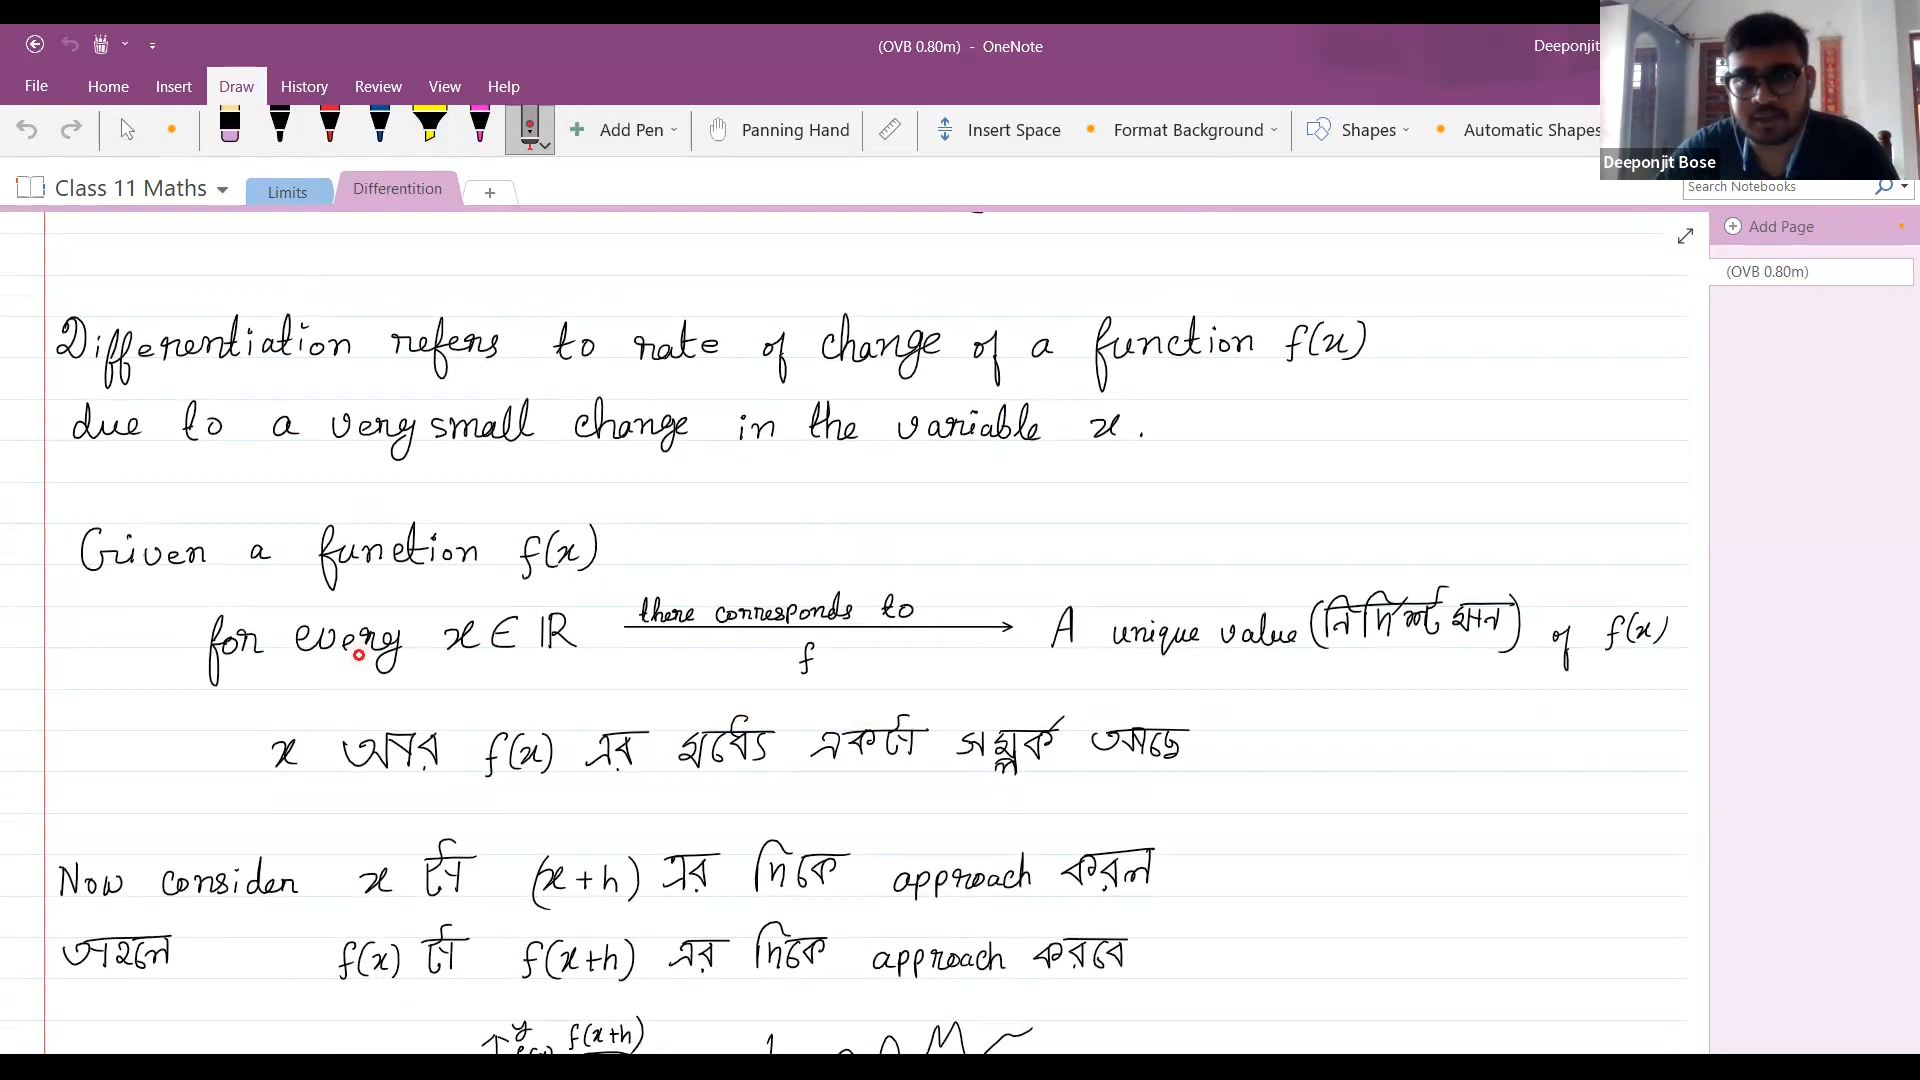 (OVB 0.80m) - OneNote
Deeponjit
File Home Insert Draw History Review View Help
Add Pen Panning Hand Insert Space Format Background Shapes Automatic Shapes
Deeponjit Bose
Class 11 Maths Limits Differentition
Search Notebooks
Add Page
(OVB 0.80m)
Differentiation refers to rate of change of a function f(x)
due to a very small change in the variable x.
Given a function f(x)
for every x ∈ ℝ there corresponds to f A unique value (নির্দিষ্ট মান) of f(x)
x আর f(x) এর মধ্যে একটা সম্পর্ক আছে
Now consider x টা (x+h) এর দিকে approach করল
তাহলে f(x) টা f(x+h) এর দিকে approach করবে
y f(x+h)